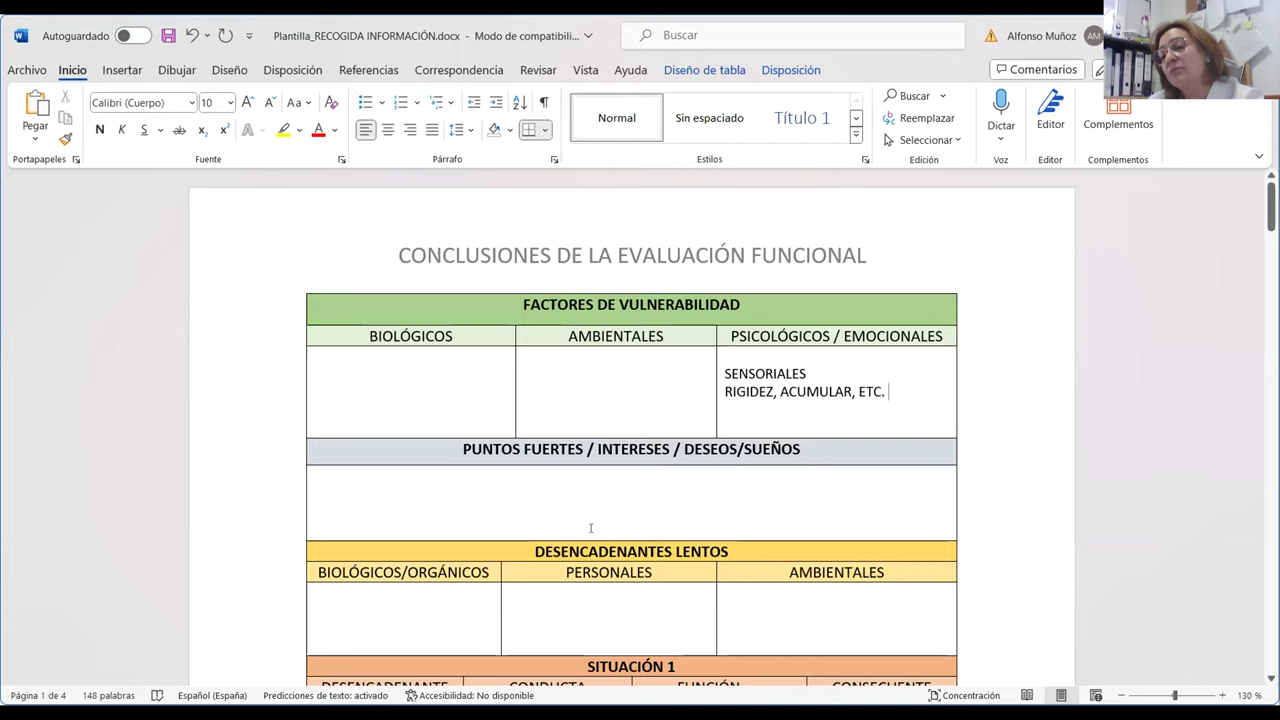 Autoguardado
Plantilla_RECOGIDA INFORMACIÓN.docx - Modo de compatibili...
Buscar
Alfonso Muñoz
AM
Archivo Inicio Insertar Dibujar Diseño Disposición Referencias Correspondencia Revisar Vista Ayuda Diseño de tabla Disposición
Comentarios
Pegar
Calibri (Cuerpo) 10
Normal
Sin espaciado
Título 1
Buscar
Reemplazar
Seleccionar
Dictar
Editor
Complementos
Portapapeles
Fuente
Párrafo
Estilos
Edición
Voz
Editor
Complementos
CONCLUSIONES DE LA EVALUACIÓN FUNCIONAL
FACTORES DE VULNERABILIDAD
BIOLÓGICOS AMBIENTALES PSICOLÓGICOS / EMOCIONALES
SENSORIALES
RIGIDEZ, ACUMULAR, ETC.
PUNTOS FUERTES / INTERESES / DESEOS/SUEÑOS
DESENCADENANTES LENTOS
BIOLÓGICOS/ORGÁNICOS PERSONALES AMBIENTALES
SITUACIÓN 1
DESENCADENANTE CONDUCTA FUNCIÓN CONSECUENTE
Página 1 de 4 148 palabras Español (España) Predicciones de texto: activado Accesibilidad: No disponible Concentración 130 %